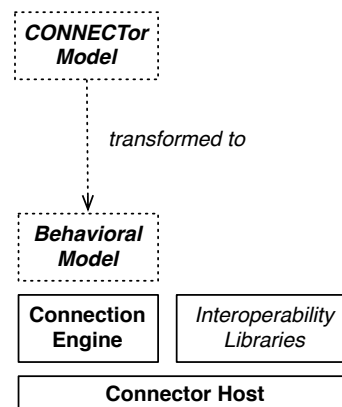 CONNECTor
Model
transformed to
Behavioral
Model
Connection
Engine
Interoperability
Libraries
Connector Host